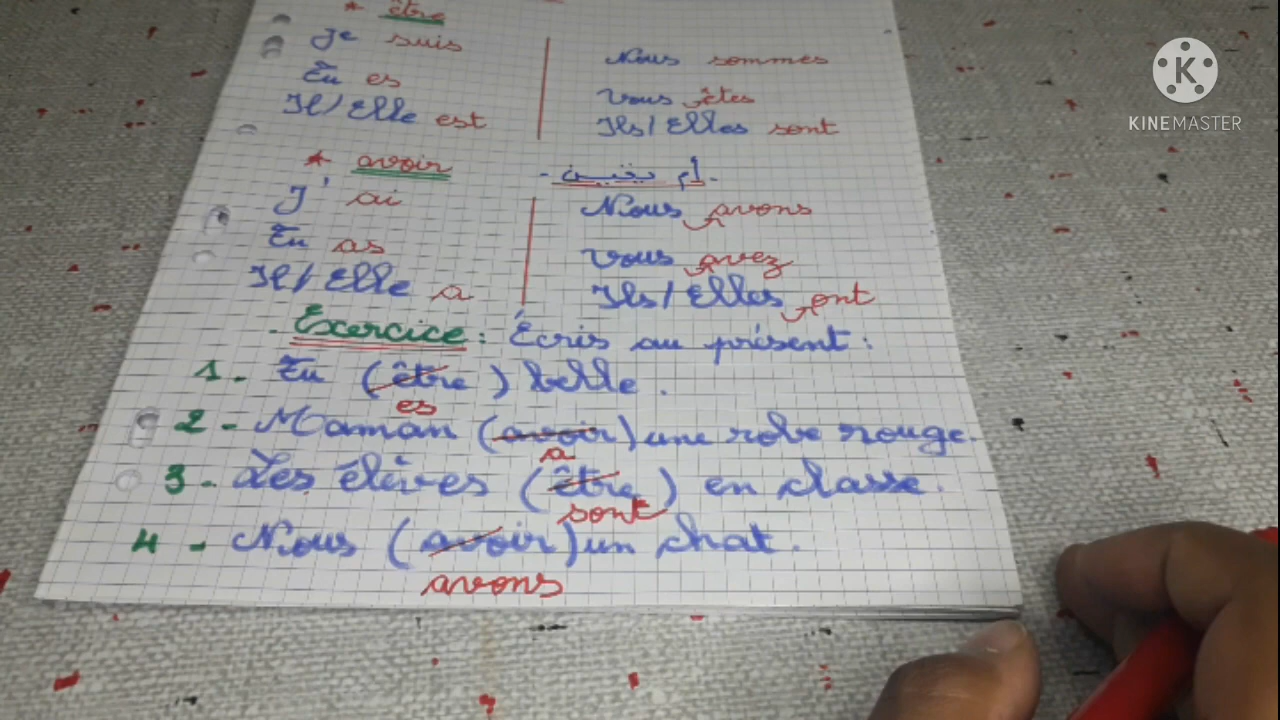 * être
Je suis
Tu es
Il/Elle est
Nous sommes
Vous êtes
Ils/Elles sont
* avoir
- أم يقين -
J'ai
Tu as
Il/Elle a
Nous avons
Vous avez
Ils/Elles ont
. Exercice : Écris au présent :
1. Tu (être) belle.
es
2 - Maman (avoir) une robe rouge.
a
3. Les élèves (être) en classe.
sont
4 - Nous (avoir) un chat.
avons
K
KINEMASTER